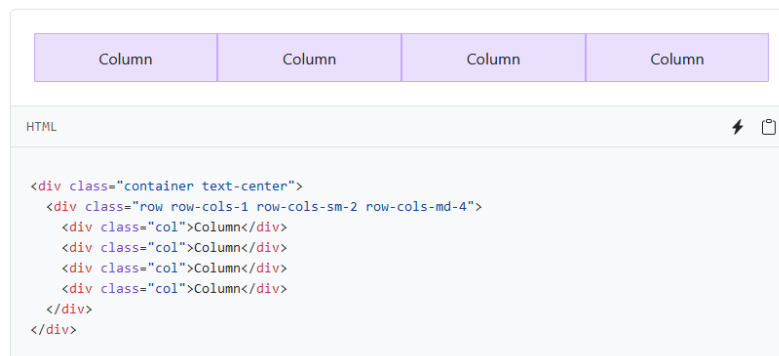 Column Column Column Column
HTML
<div class="container text-center">
  <div class="row row-cols-1 row-cols-sm-2 row-cols-md-4">
    <div class="col">Column</div>
    <div class="col">Column</div>
    <div class="col">Column</div>
    <div class="col">Column</div>
  </div>
</div>